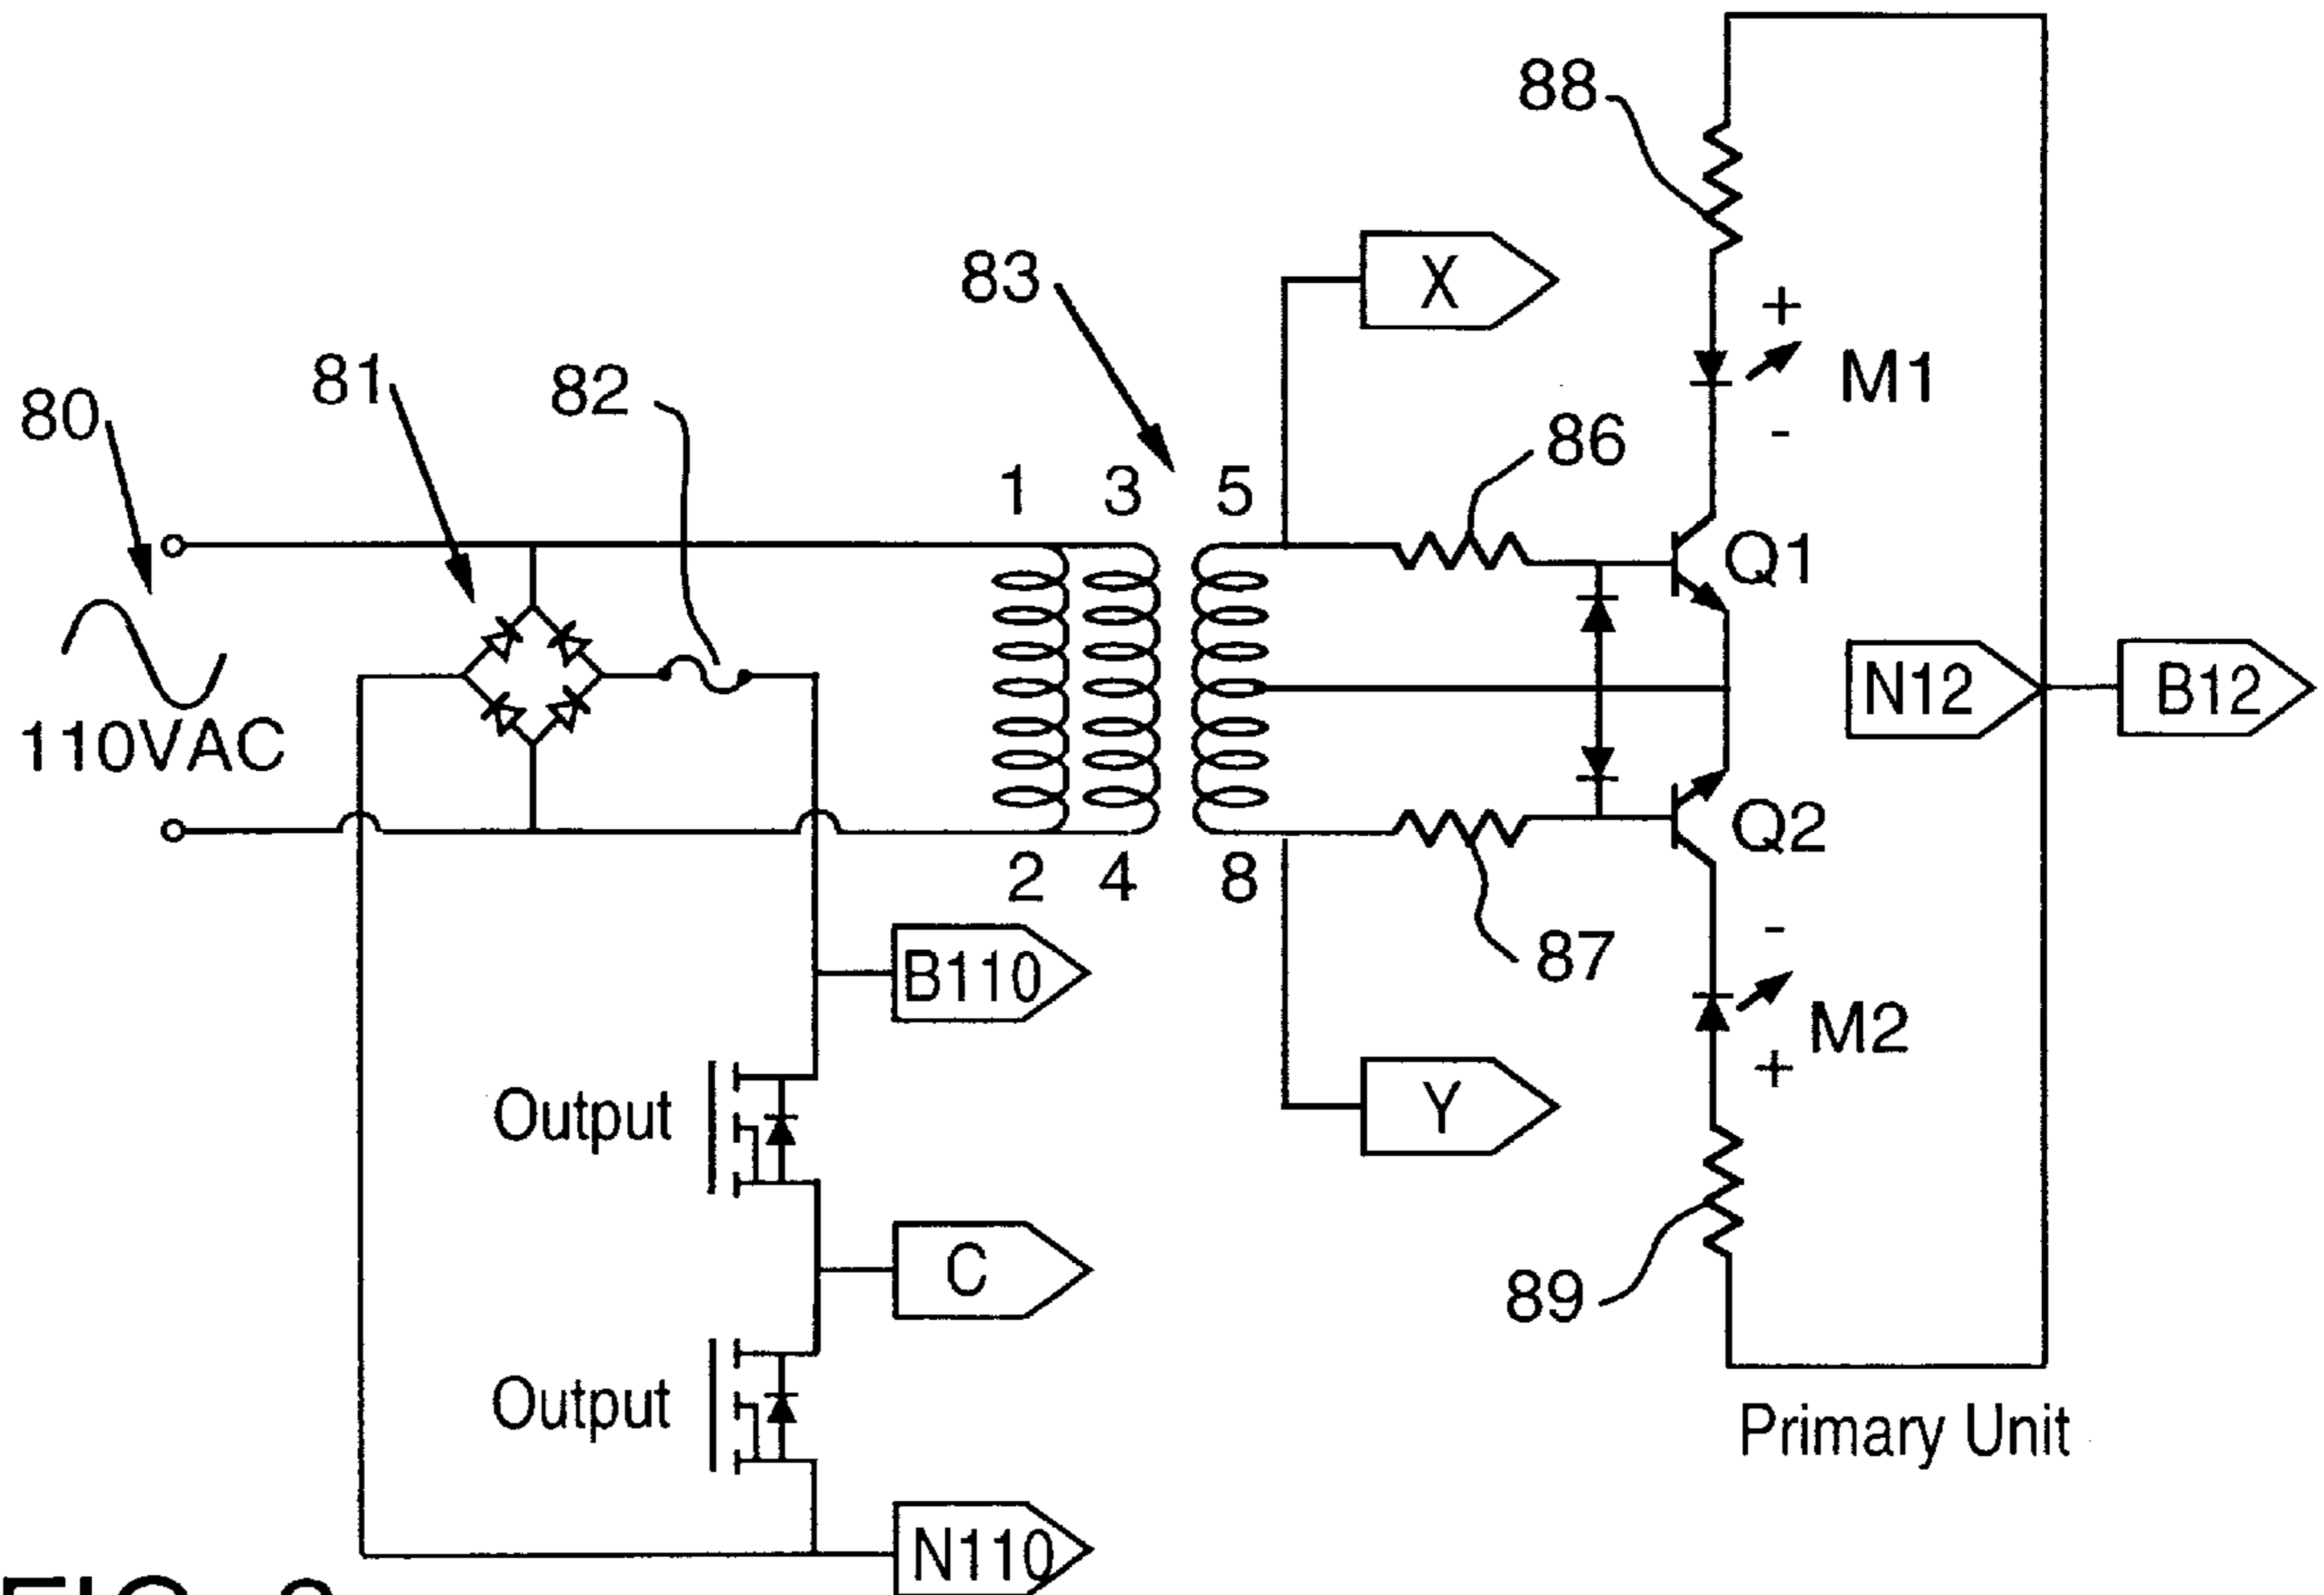 88
X
83
+
M1
81
82
80
86
-
1 3 5
Q1
N12
B12
110VAC
Q2
2 4 8
-
87
B110
M2
+
Output
Y
C
89
Output
Primary Unit
N110